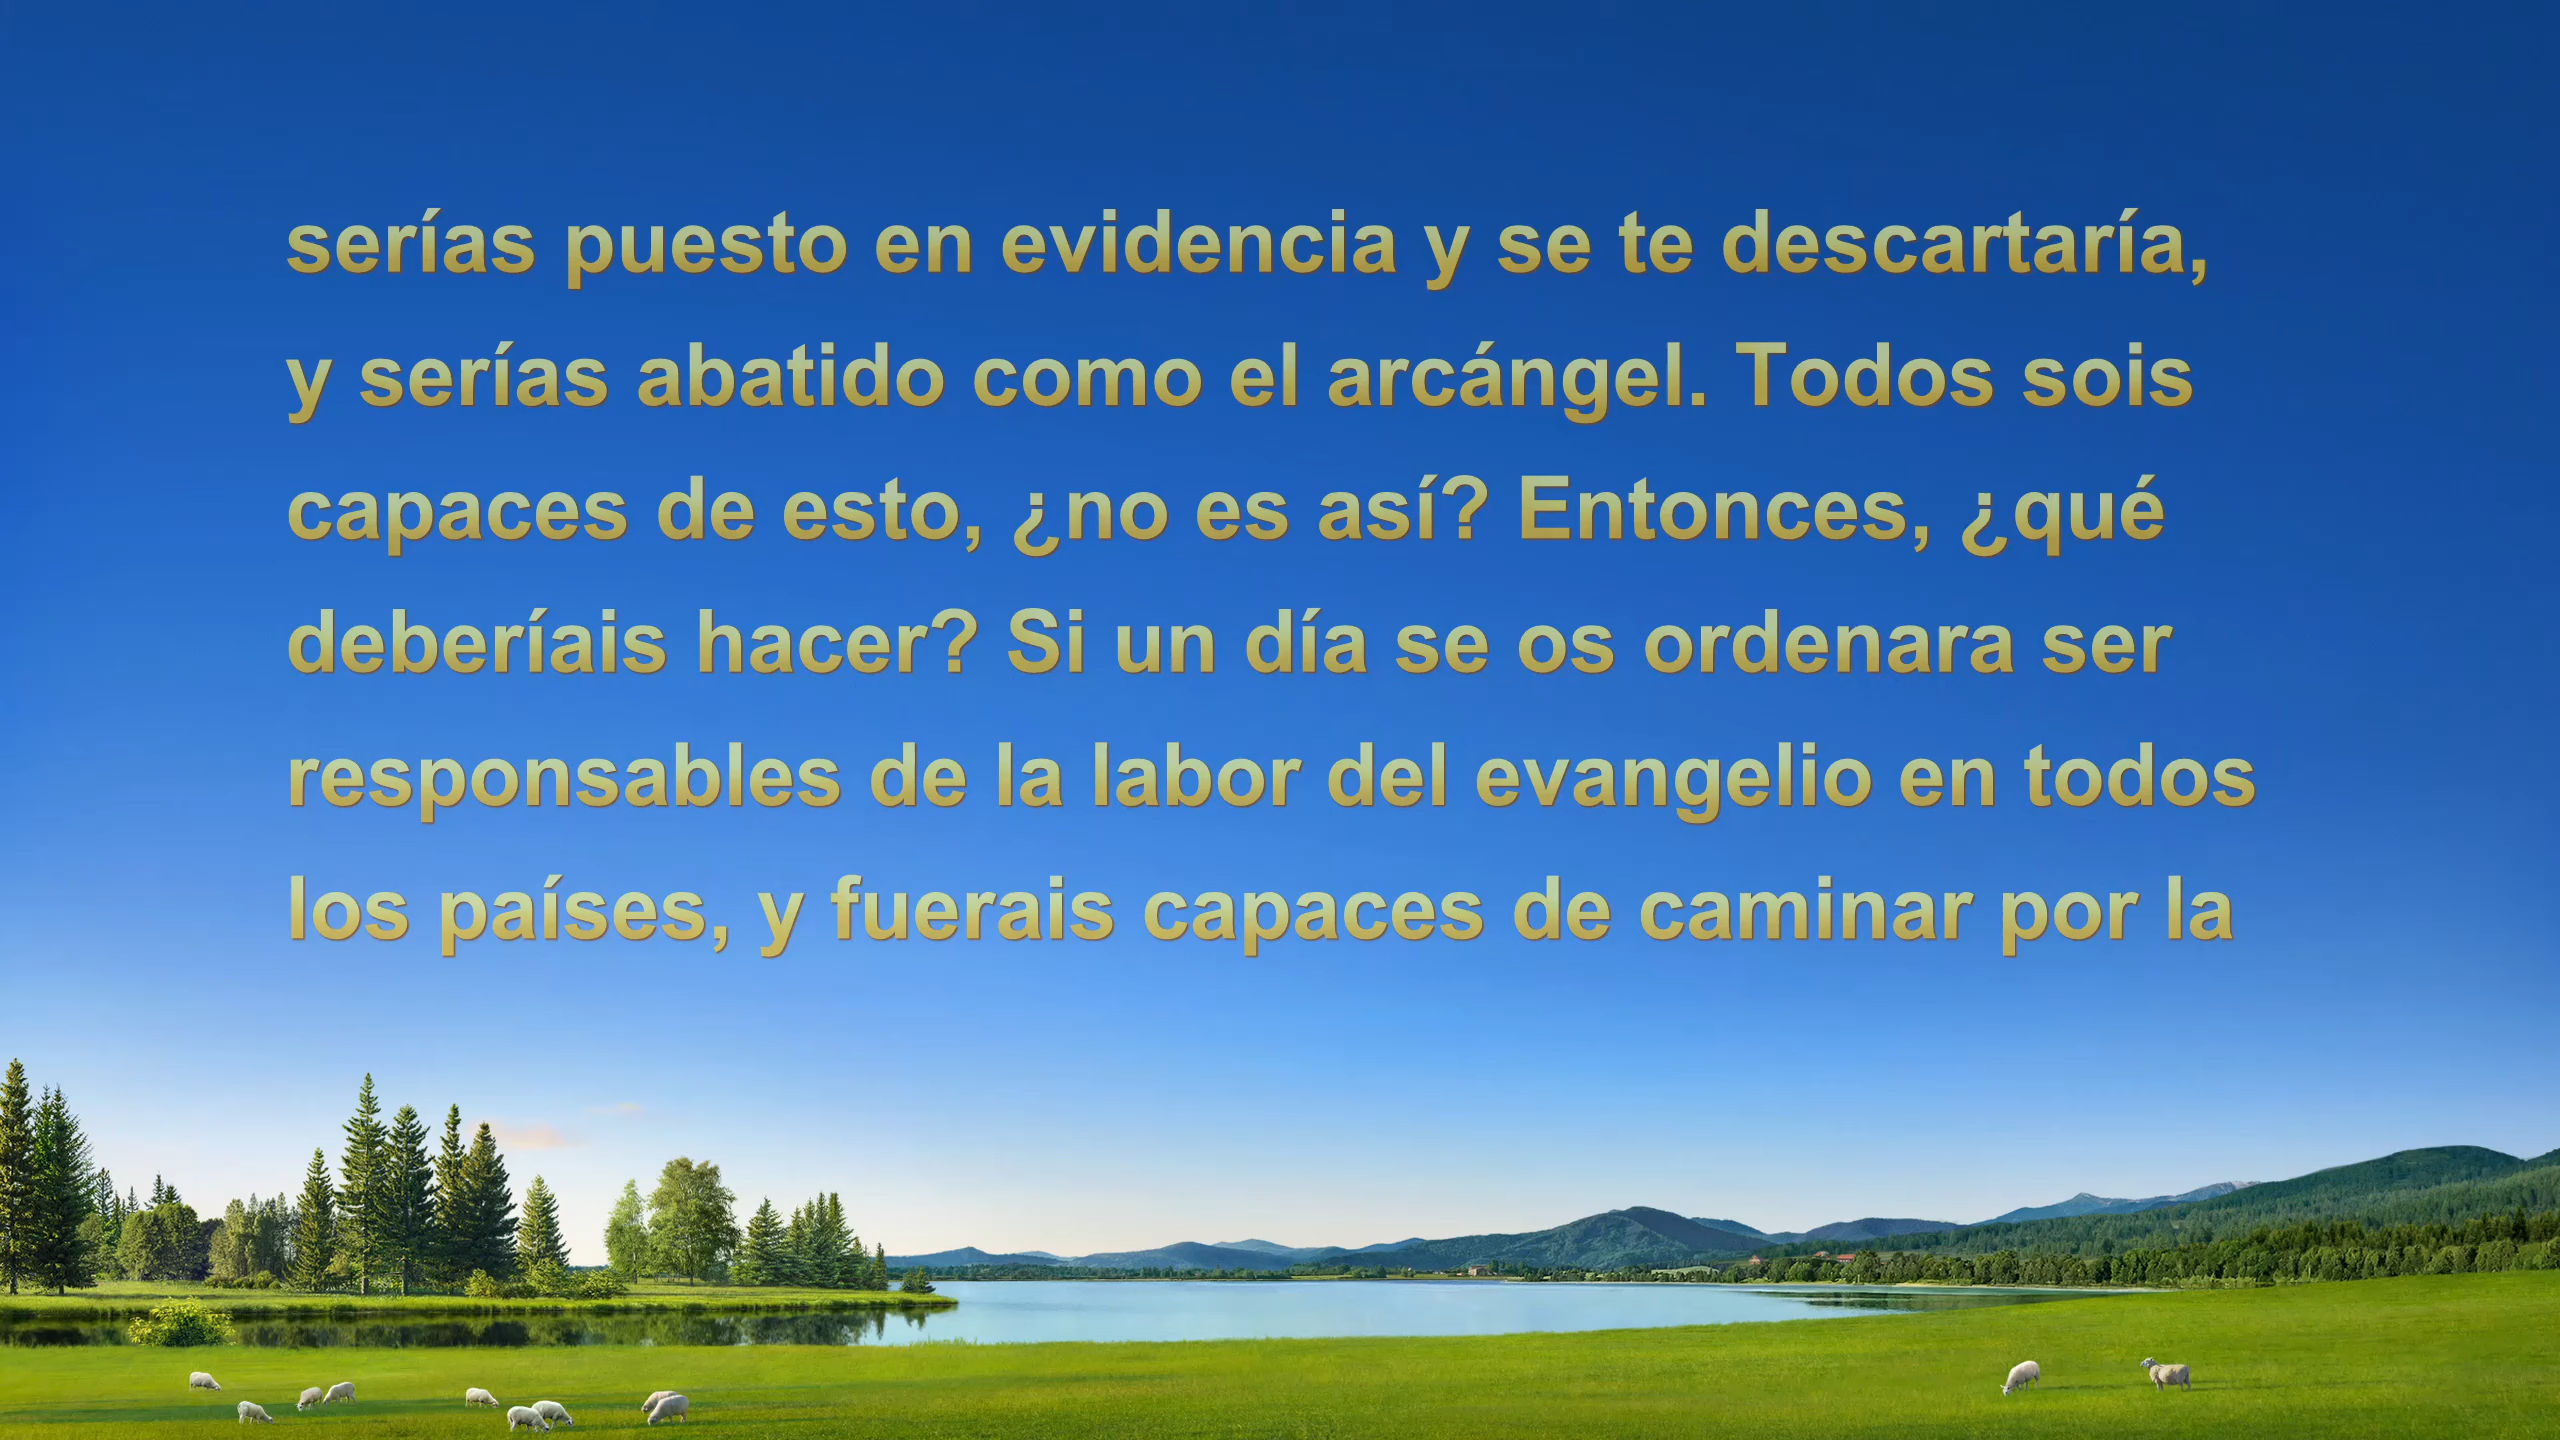 serías puesto en evidencia y se te descartaría,
y serías abatido como el arcángel. Todos sois
capaces de esto, ¿no es así? Entonces, ¿qué
deberíais hacer? Si un día se os ordenara ser
responsables de la labor del evangelio en todos
los países, y fuerais capaces de caminar por la